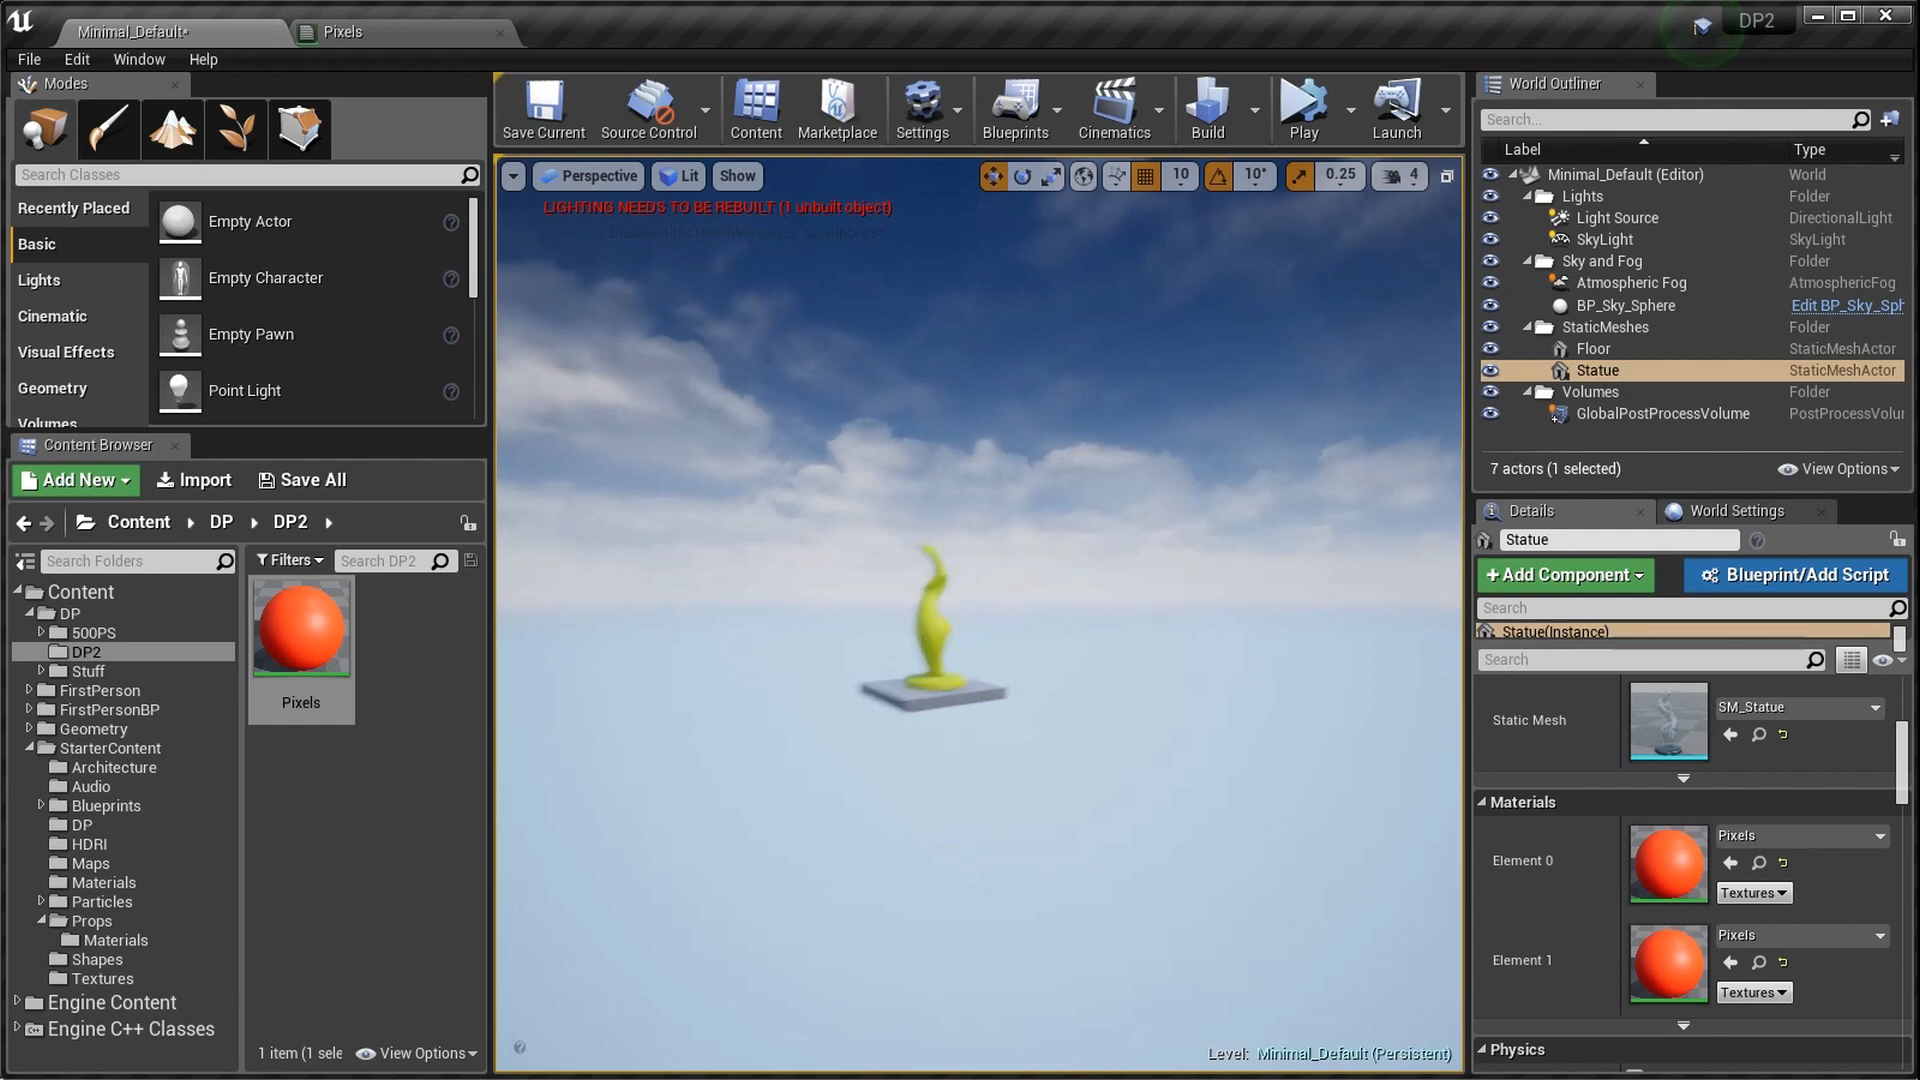 Minimal_Default*
Pixels
DP2
File Edit Window Help
Modes
Search Classes
Recently Placed
Basic
Lights
Cinematic
Visual Effects
Geometry
Volumes
Empty Actor
Empty Character
Empty Pawn
Point Light
Save Current
Source Control
Content
Marketplace
Settings
Blueprints
Cinematics
Build
Play
Launch
Perspective
Lit
Show
10
10°
0.25
4
LIGHTING NEEDS TO BE REBUILT (1 unbuilt object)
Level: Minimal_Default (Persistent)
Content Browser
Add New
Import
Save All
Content DP DP2
Search Folders
Filters
Search DP2
Content
DP
500PS
DP2
Stuff
FirstPerson
FirstPersonBP
Geometry
StarterContent
Architecture
Audio
Blueprints
DP
HDRI
Maps
Materials
Particles
Props
Materials
Shapes
Textures
Engine Content
Engine C++ Classes
Pixels
1 item (1 sele
View Options
World Outliner
Search...
Label Type
Minimal_Default (Editor) World
Lights Folder
Light Source DirectionalLight
SkyLight SkyLight
Sky and Fog Folder
Atmospheric Fog AtmosphericFog
BP_Sky_Sphere Edit BP_Sky_Sph
StaticMeshes Folder
Floor StaticMeshActor
Statue StaticMeshActor
Volumes Folder
GlobalPostProcessVolume PostProcessVolur
7 actors (1 selected)
View Options
Details
World Settings
Statue
+Add Component
Blueprint/Add Script
Search
Statue(Instance)
Search
Static Mesh
SM_Statue
Materials
Element 0
Pixels
Textures
Element 1
Pixels
Textures
Physics